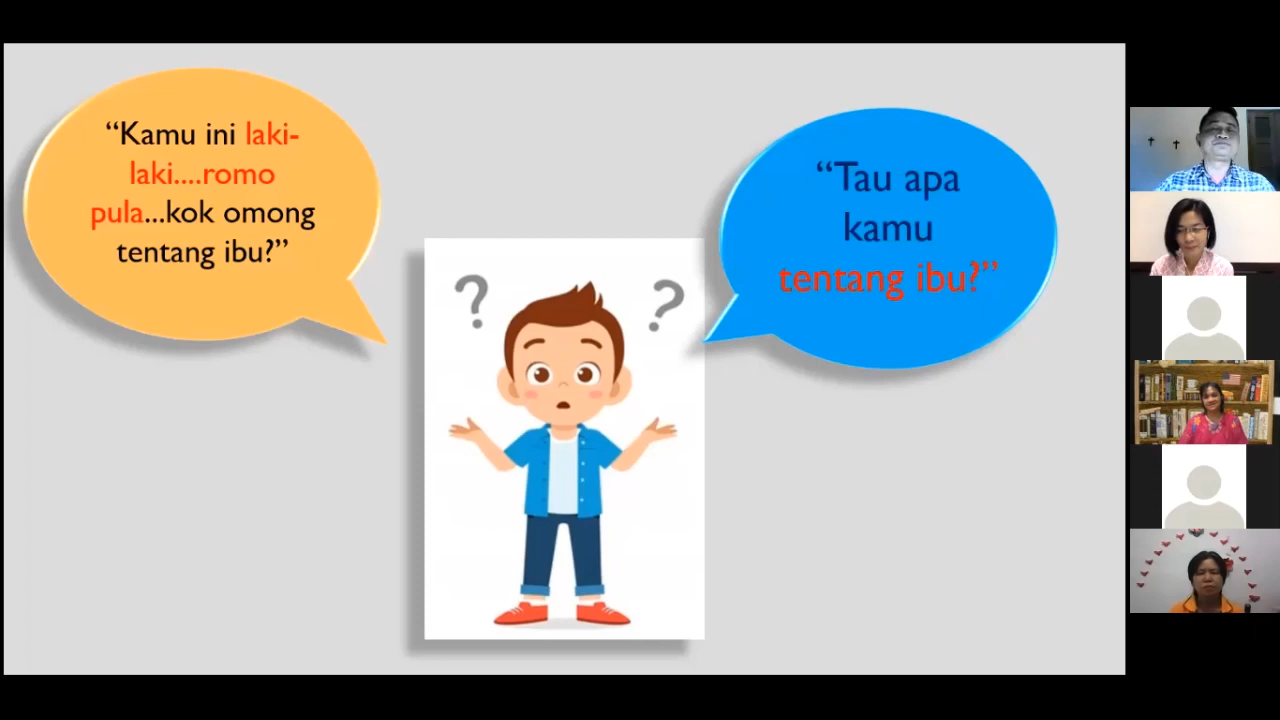 “Kamu ini laki-
laki....romo
pula...kok omong
tentang ibu?”
“Tau apa
kamu
tentang ibu?”
? ?